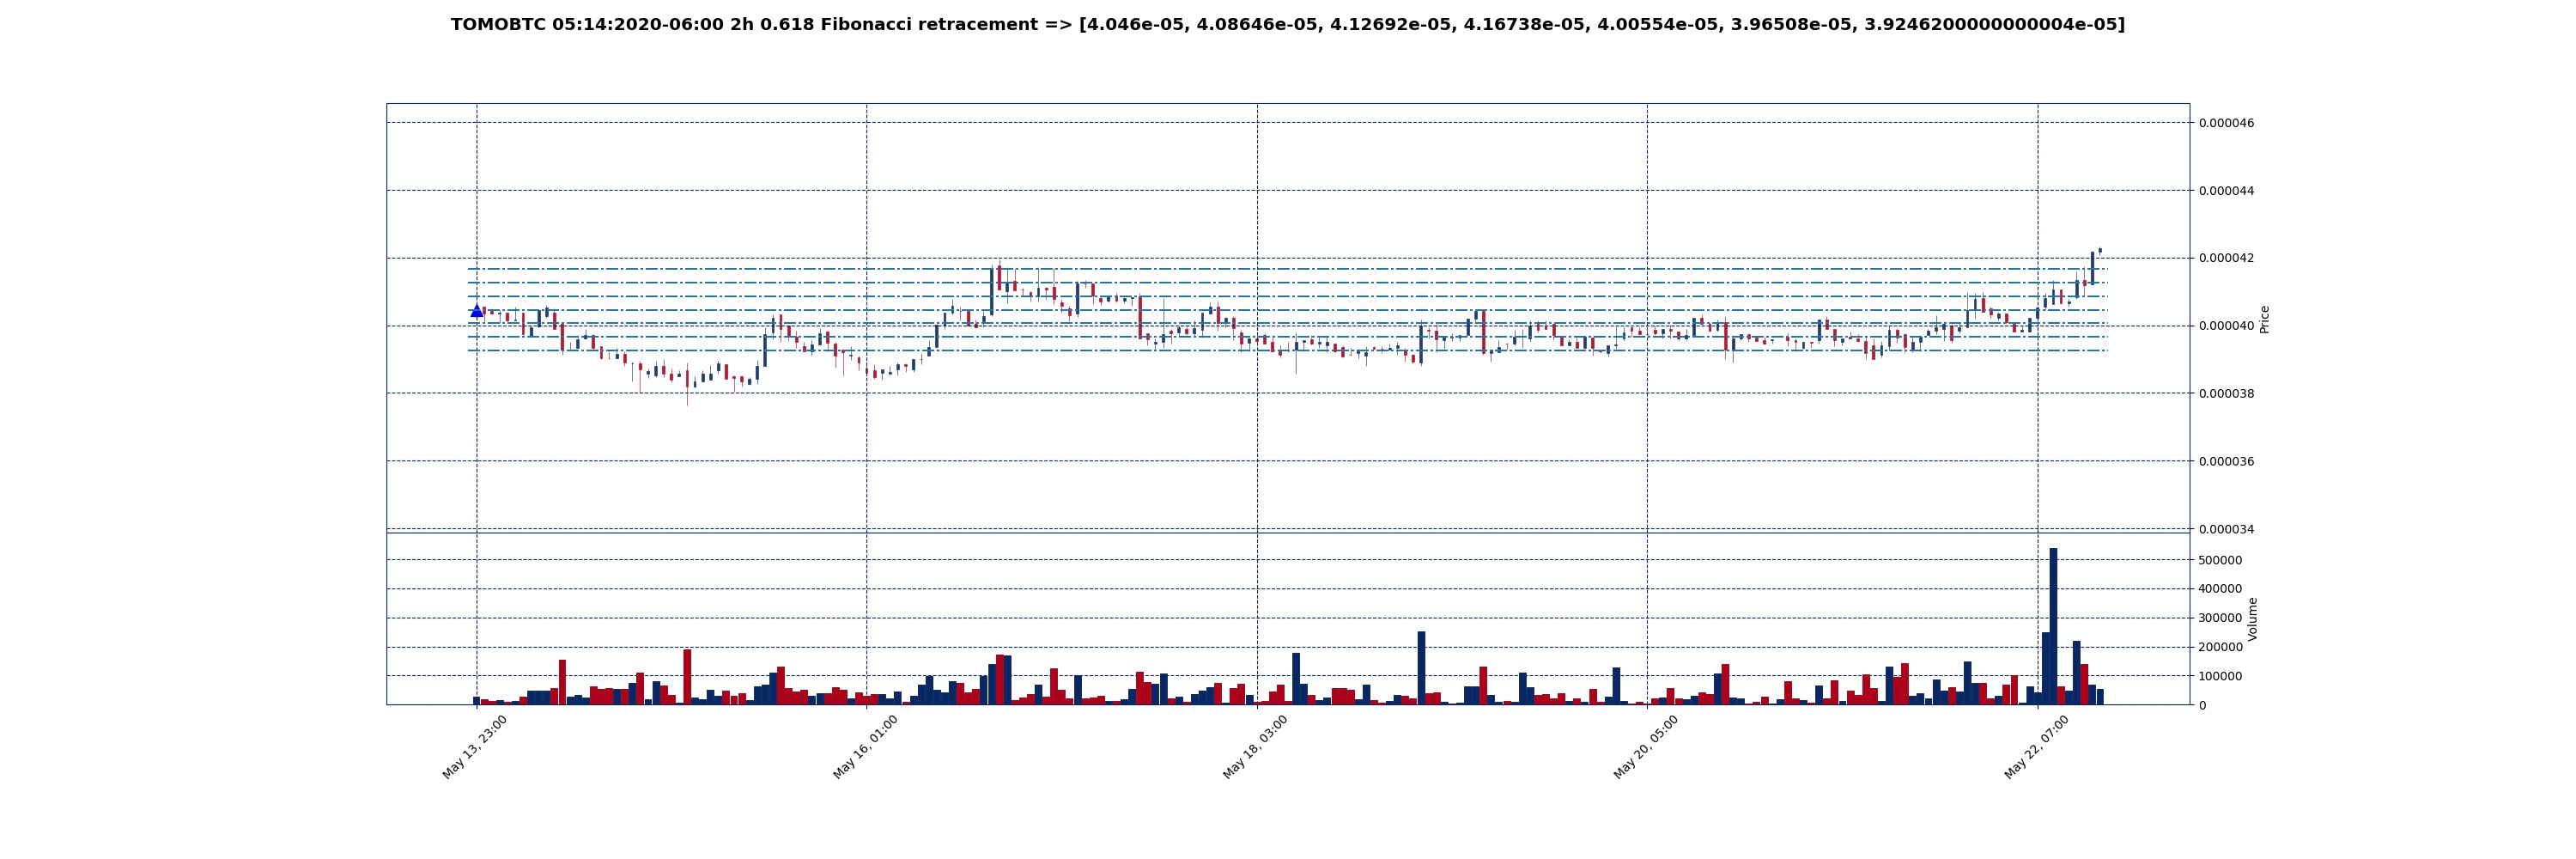 TOMOBTC 05:14:2020-06:00 2h 0.618 Fibonacci retracement => [4.046e-05, 4.08646e-05, 4.12692e-05, 4.16738e-05, 4.00554e-05, 3.96508e-05, 3.9246200000000004e-05]
0.000046
0.000044
0.000042
0.000040
0.000038
0.000036
0.000034
Price
500000
400000
300000
200000
100000
0
Volume
May 13, 23:00
May 16, 01:00
May 18, 03:00
May 20, 05:00
May 22, 07:00